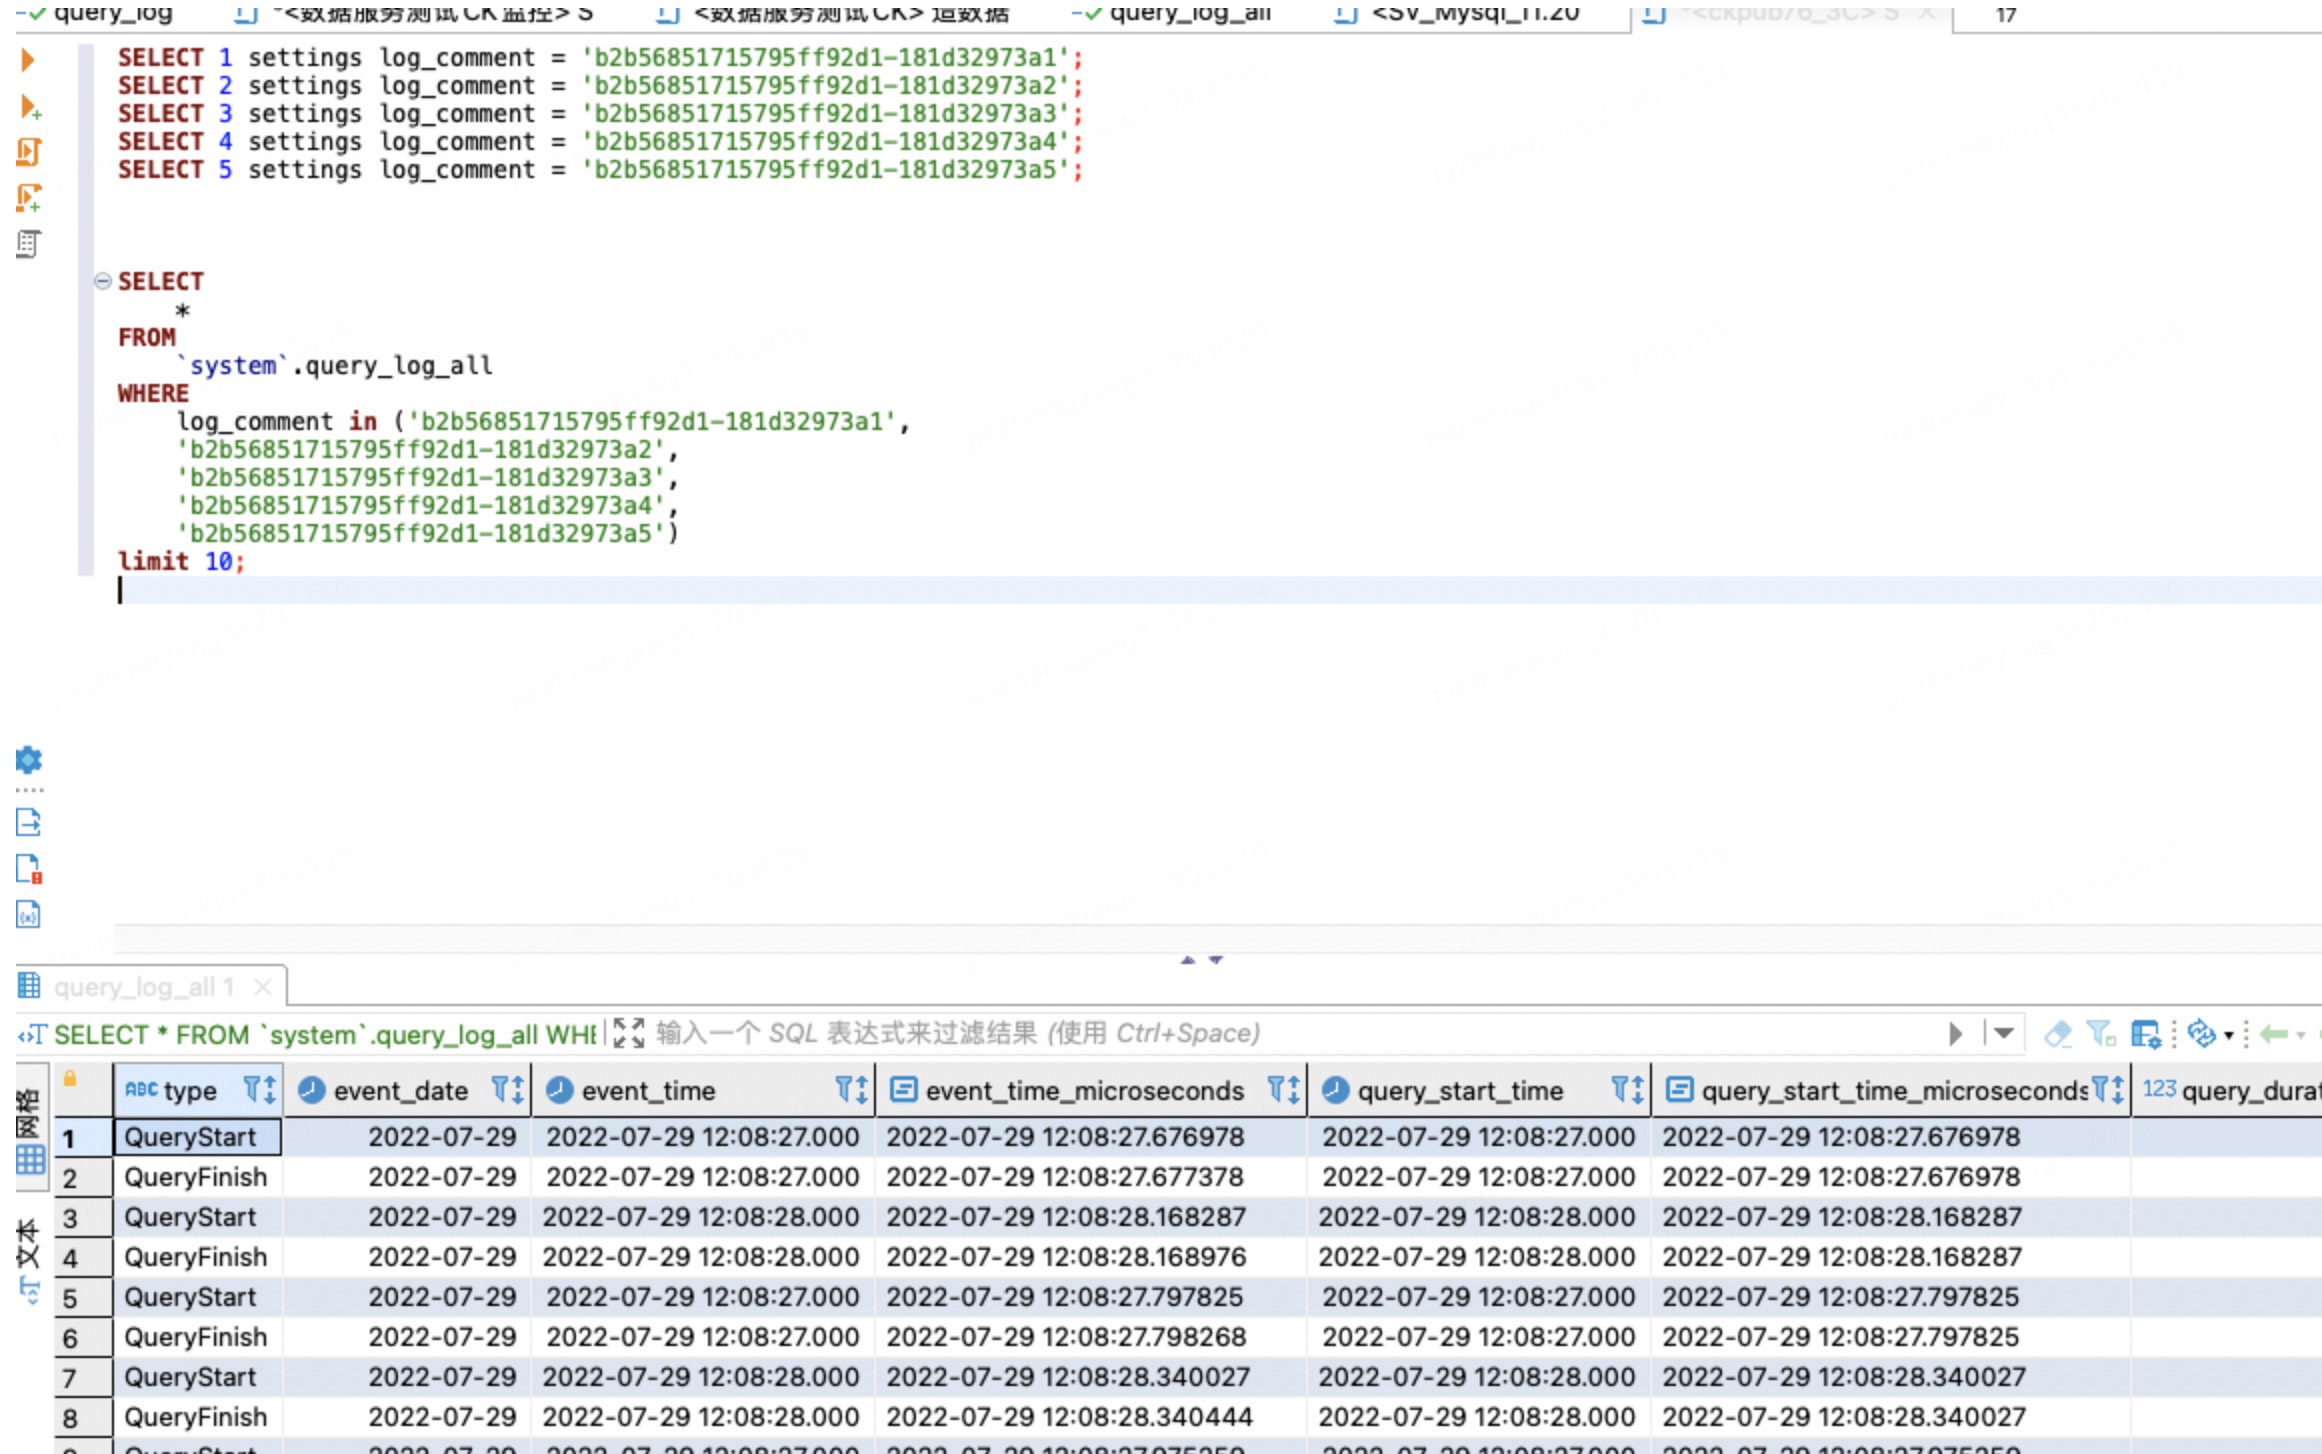 query_log *<数据服务测试CK监控> S <数据服务测试CK> 造数据 query_log_all <SV_Mysql_11.20 *<ckpub76_3C> S 17
SELECT 1 settings log_comment = 'b2b56851715795ff92d1-181d32973a1';
SELECT 2 settings log_comment = 'b2b56851715795ff92d1-181d32973a2';
SELECT 3 settings log_comment = 'b2b56851715795ff92d1-181d32973a3';
SELECT 4 settings log_comment = 'b2b56851715795ff92d1-181d32973a4';
SELECT 5 settings log_comment = 'b2b56851715795ff92d1-181d32973a5';
SELECT
*
FROM
`system`.query_log_all
WHERE
log_comment in ('b2b56851715795ff92d1-181d32973a1',
'b2b56851715795ff92d1-181d32973a2',
'b2b56851715795ff92d1-181d32973a3',
'b2b56851715795ff92d1-181d32973a4',
'b2b56851715795ff92d1-181d32973a5')
limit 10;
query_log_all 1
SELECT * FROM `system`.query_log_all WHE 输入一个 SQL 表达式来过滤结果 (使用 Ctrl+Space)
网格
文本
ABC type event_date event_time event_time_microseconds query_start_time query_start_time_microseconds 123 query_durat
1 QueryStart 2022-07-29 2022-07-29 12:08:27.000 2022-07-29 12:08:27.676978 2022-07-29 12:08:27.000 2022-07-29 12:08:27.676978
2 QueryFinish 2022-07-29 2022-07-29 12:08:27.000 2022-07-29 12:08:27.677378 2022-07-29 12:08:27.000 2022-07-29 12:08:27.676978
3 QueryStart 2022-07-29 2022-07-29 12:08:28.000 2022-07-29 12:08:28.168287 2022-07-29 12:08:28.000 2022-07-29 12:08:28.168287
4 QueryFinish 2022-07-29 2022-07-29 12:08:28.000 2022-07-29 12:08:28.168976 2022-07-29 12:08:28.000 2022-07-29 12:08:28.168287
5 QueryStart 2022-07-29 2022-07-29 12:08:27.000 2022-07-29 12:08:27.797825 2022-07-29 12:08:27.000 2022-07-29 12:08:27.797825
6 QueryFinish 2022-07-29 2022-07-29 12:08:27.000 2022-07-29 12:08:27.798268 2022-07-29 12:08:27.000 2022-07-29 12:08:27.797825
7 QueryStart 2022-07-29 2022-07-29 12:08:28.000 2022-07-29 12:08:28.340027 2022-07-29 12:08:28.000 2022-07-29 12:08:28.340027
8 QueryFinish 2022-07-29 2022-07-29 12:08:28.000 2022-07-29 12:08:28.340444 2022-07-29 12:08:28.000 2022-07-29 12:08:28.340027